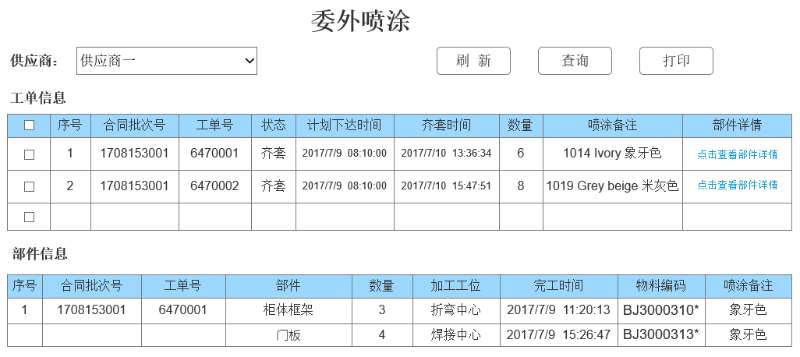 委外喷涂
供应商： 供应商一 刷 新 查询 打印
工单信息
序号 合同批次号 工单号 状态 计划下达时间 齐套时间 数量 喷涂备注 部件详情
1 1708153001 6470001 齐套 2017/7/9 08:10:00 2017/7/10 13:36:34 6 1014 Ivory 象牙色 点击查看部件详情
2 1708153001 6470002 齐套 2017/7/9 08:10:00 2017/7/10 15:47:51 8 1019 Grey beige 米灰色 点击查看部件详情
部件信息
序号 合同批次号 工单号 部件 数量 加工工位 完工时间 物料编码 喷涂备注
1 1708153001 6470001 柜体框架 3 折弯中心 2017/7/9 11:20:13 BJ3000310* 象牙色
门板 4 焊接中心 2017/7/9 15:26:47 BJ3000313* 象牙色